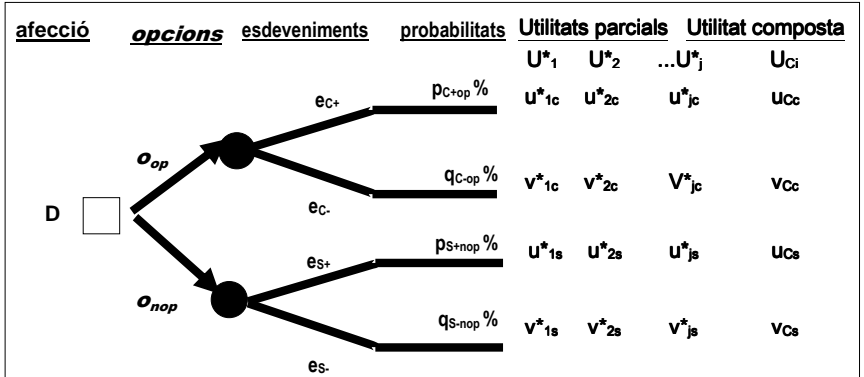 afecció opcions esdeveniments probabilitats Utilitats parcials Utilitat composta
U*1 U*2 ...U*j UCi
eC+ pC+op % u*1c u*2c u*jc uCc
oop
eC- qC-op % v*1c v*2c V*jc vCc
D
eS+ pS+nop % u*1s u*2s u*js uCs
onop
qS-nop % v*1s v*2s v*js vCs
eS-